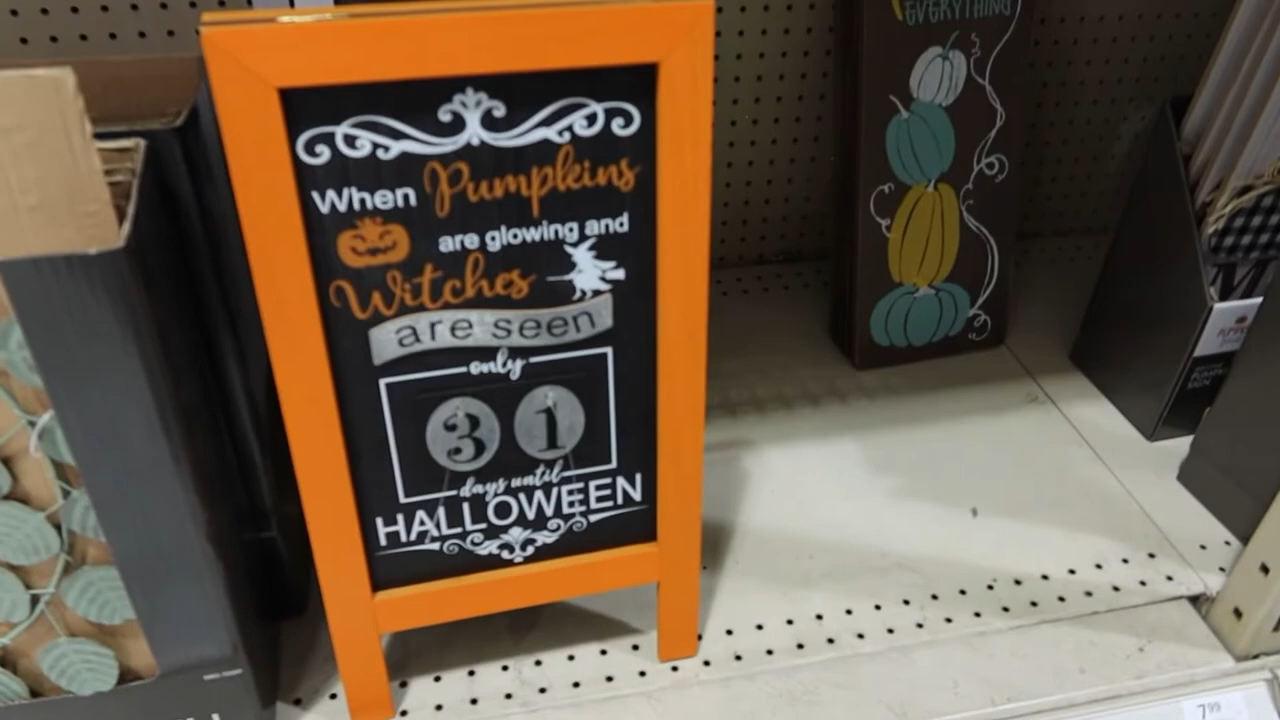 When Pumpkins
are glowing and
Witches
are seen
only
3 1
days until
HALLOWEEN
EVERYTHING
7.99